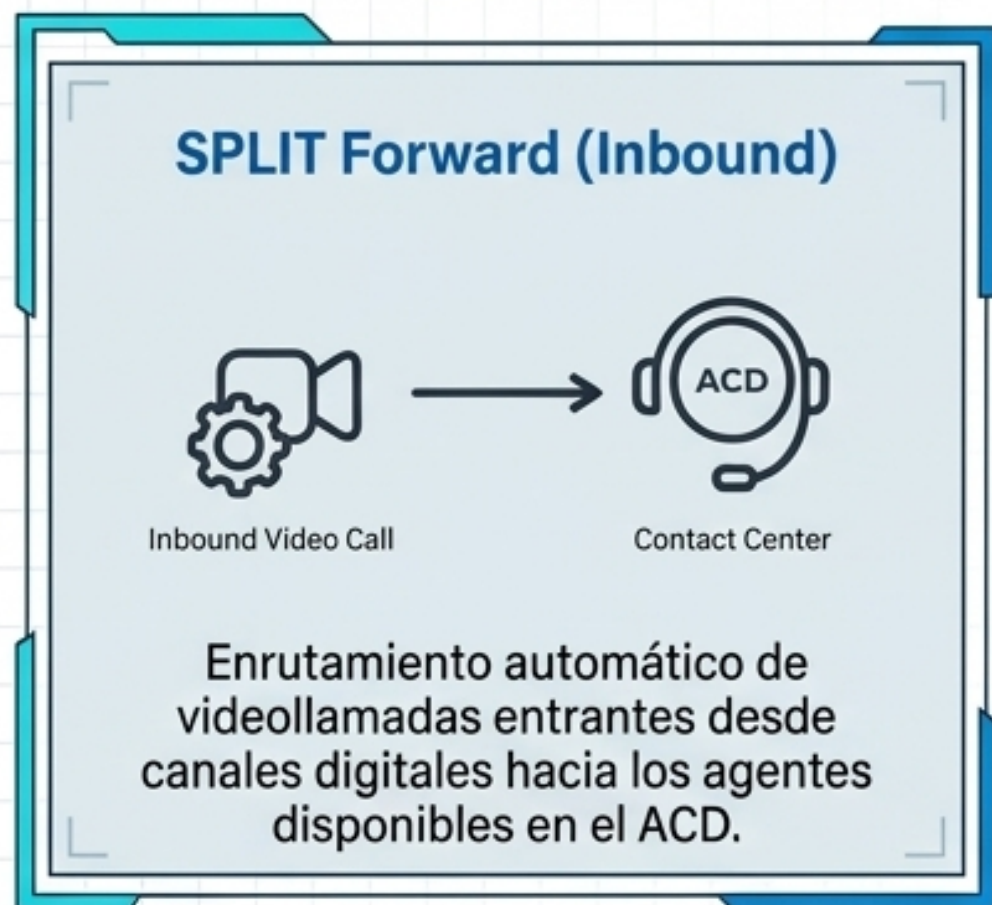 SPLIT Forward (Inbound)
ACD
Inbound Video Call
Contact Center
Enrutamiento automático de
videollamadas entrantes desde
canales digitales hacia los agentes
disponibles en el ACD.